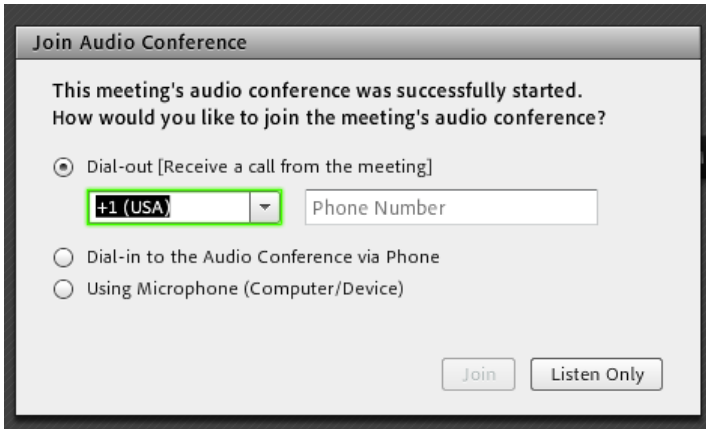 Join Audio Conference
This meeting's audio conference was successfully started.
How would you like to join the meeting's audio conference?
Dial-out [Receive a call from the meeting]
+1 (USA) Phone Number
Dial-in to the Audio Conference via Phone
Using Microphone (Computer/Device)
Join Listen Only